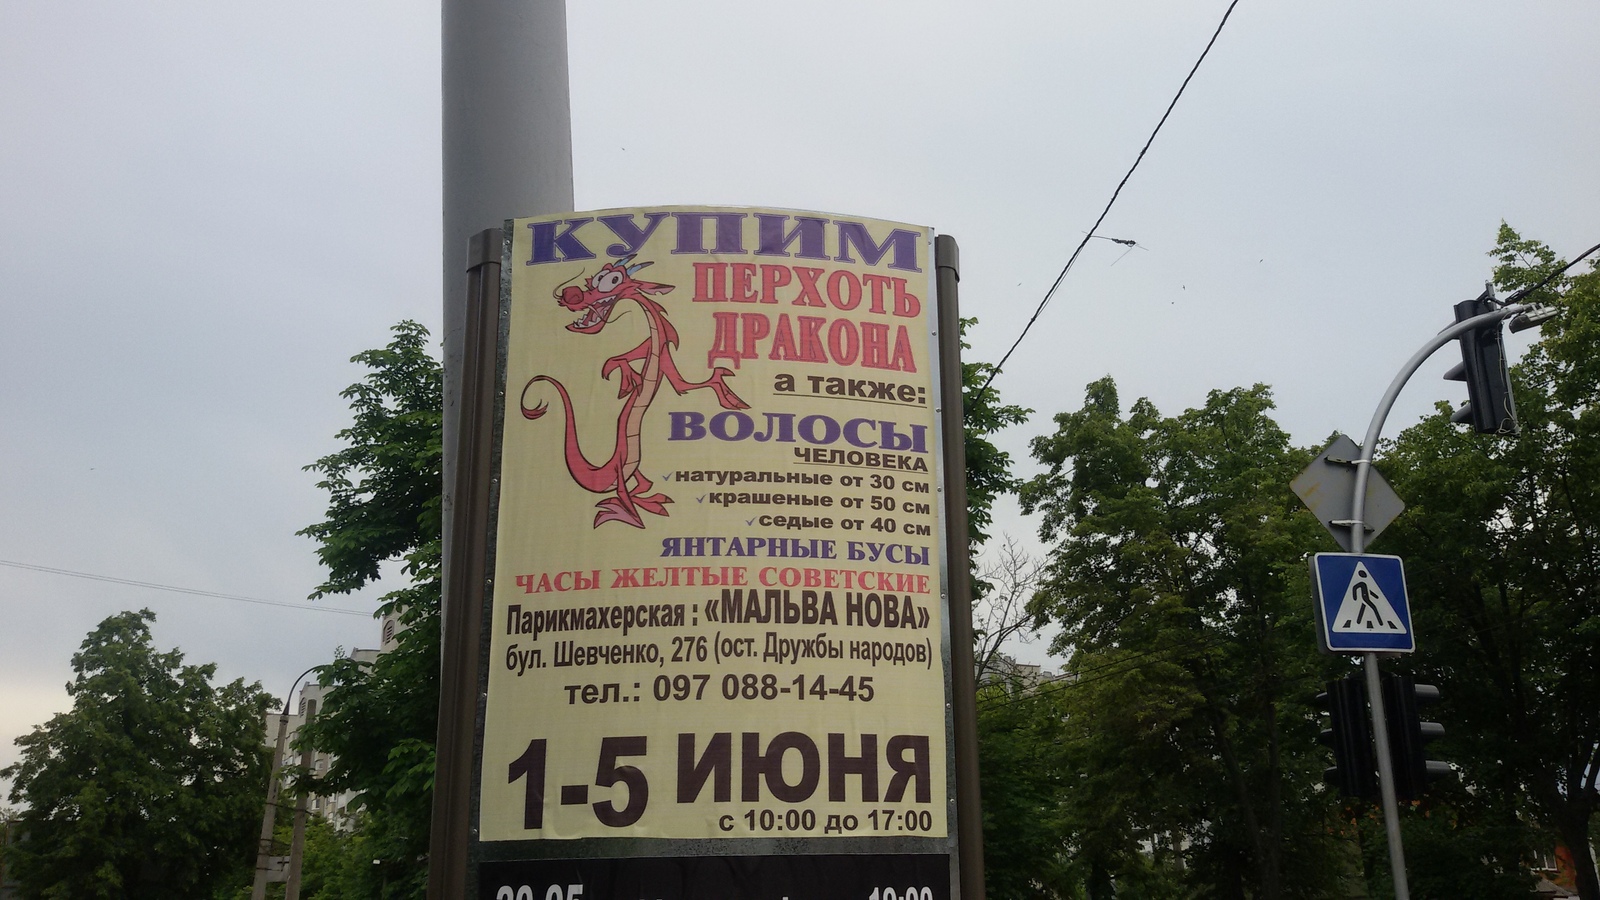 КУПИМ
ПЕРХОТЬ
ДРАКОНА
а также:
ВОЛОСЫ
ЧЕЛОВЕКА
✓натуральные от 30 см
✓крашеные от 50 см
✓седые от 40 см
ЯНТАРНЫЕ БУСЫ
ЧАСЫ ЖЕЛТЫЕ СОВЕТСКИЕ
Парикмахерская : «МАЛЬВА НОВА»
бул. Шевченко, 276 (ост. Дружбы народов)
тел.: 097 088-14-45
1-5 ИЮНЯ
с 10:00 до 17:00